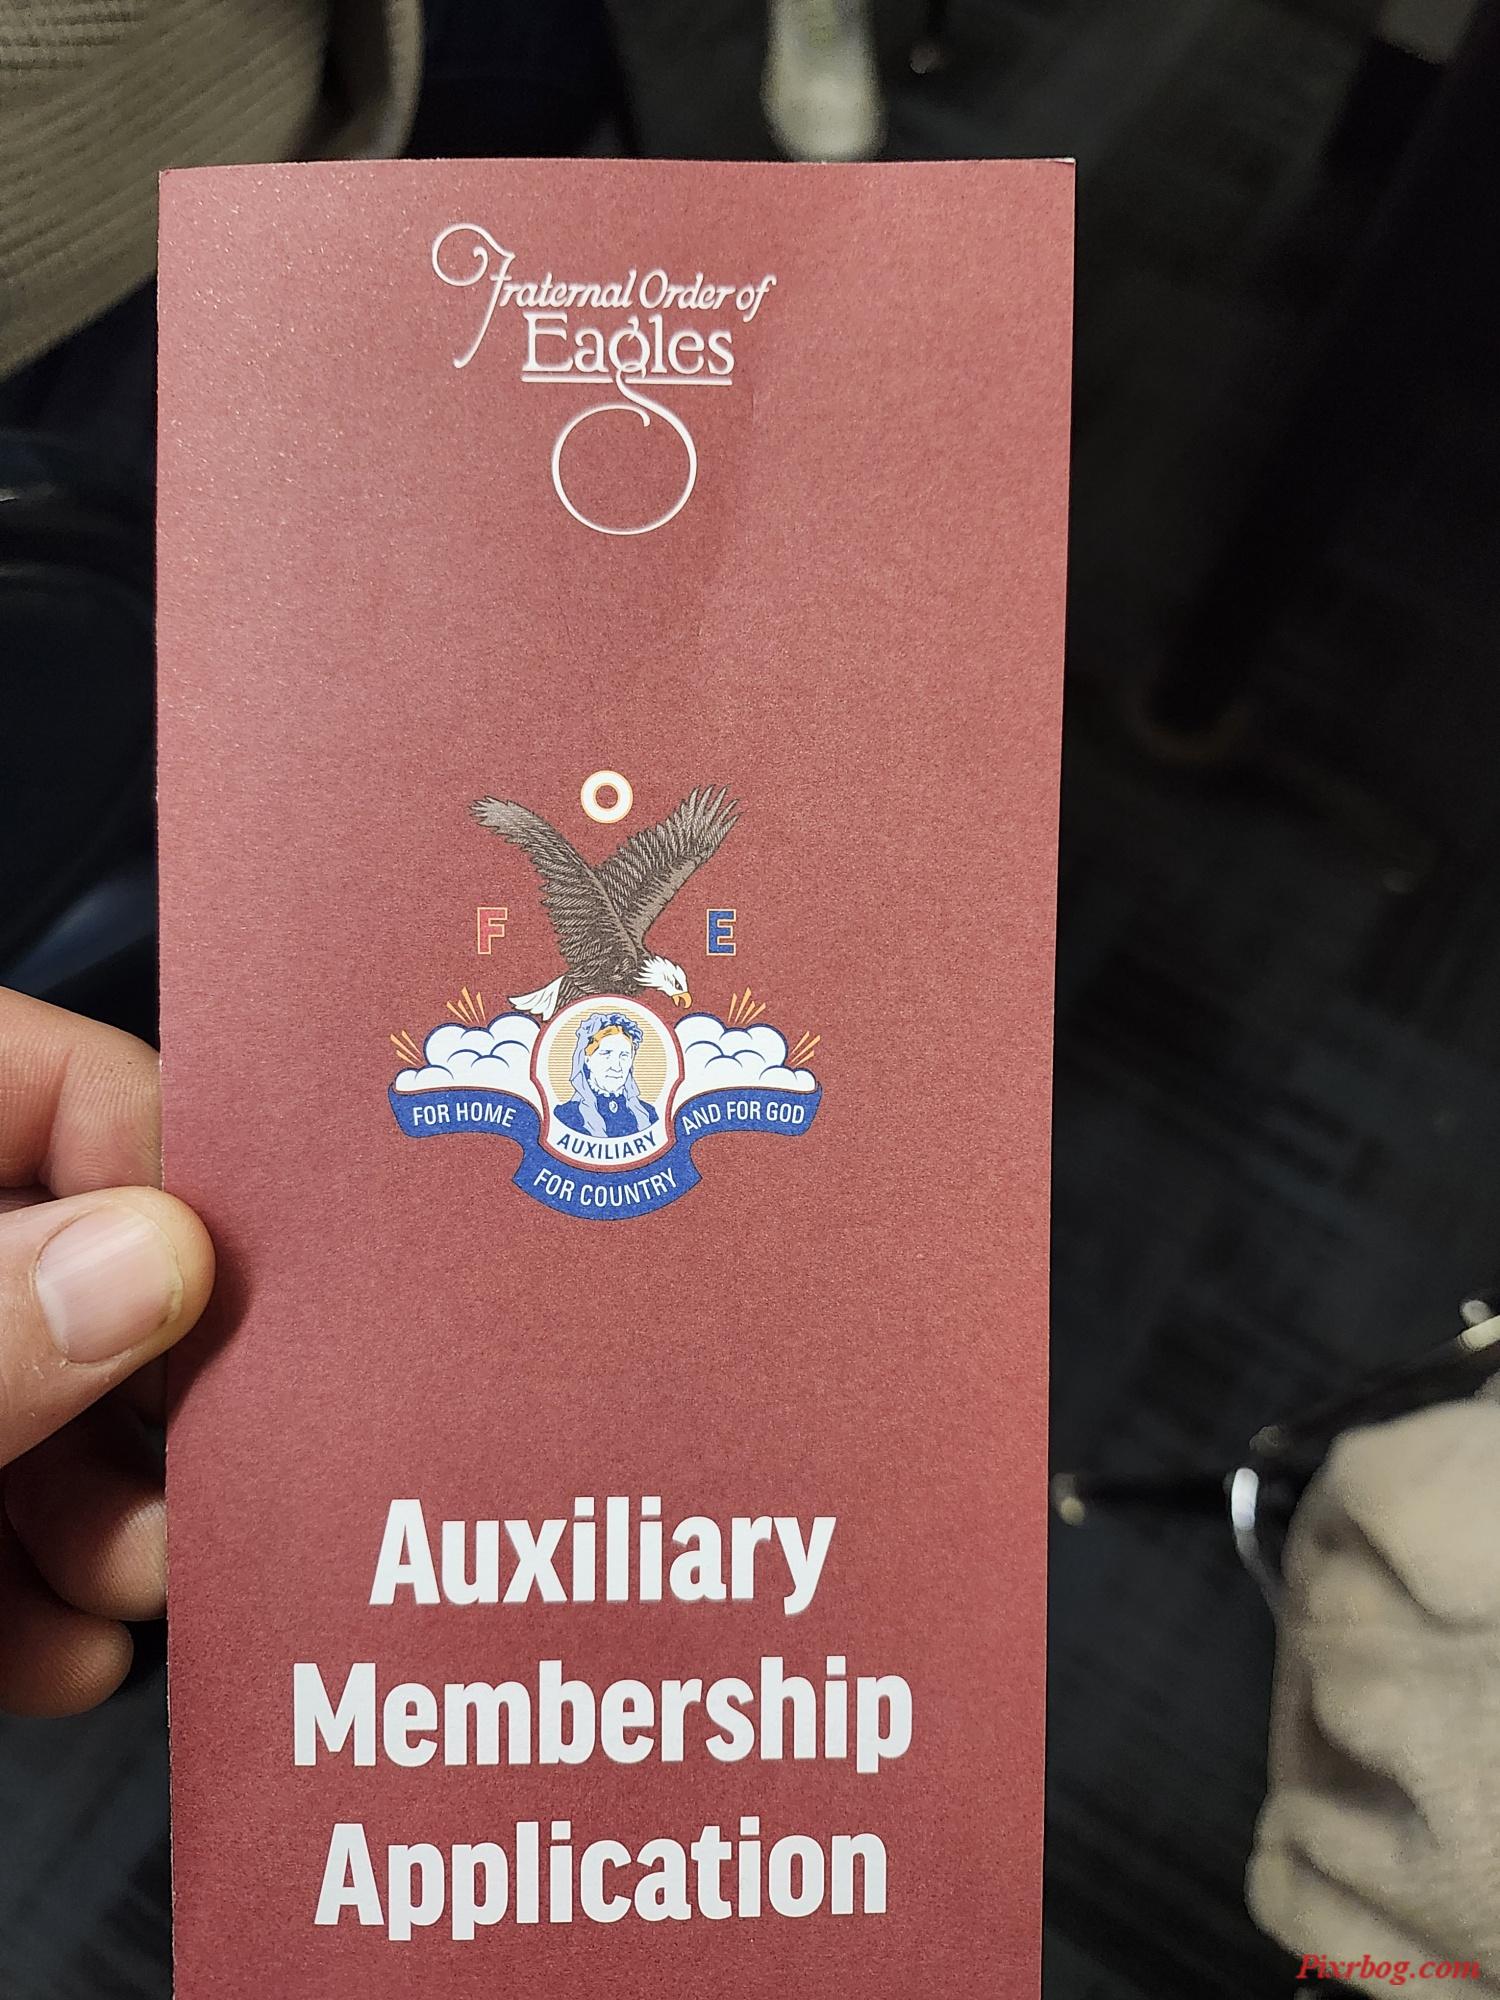 Fraternal Order of
Eagles
O
F E
FOR HOME
AUXILIARY
AND FOR GOD
FOR COUNTRY
Auxiliary
Membership
Application
Pixrbog.com